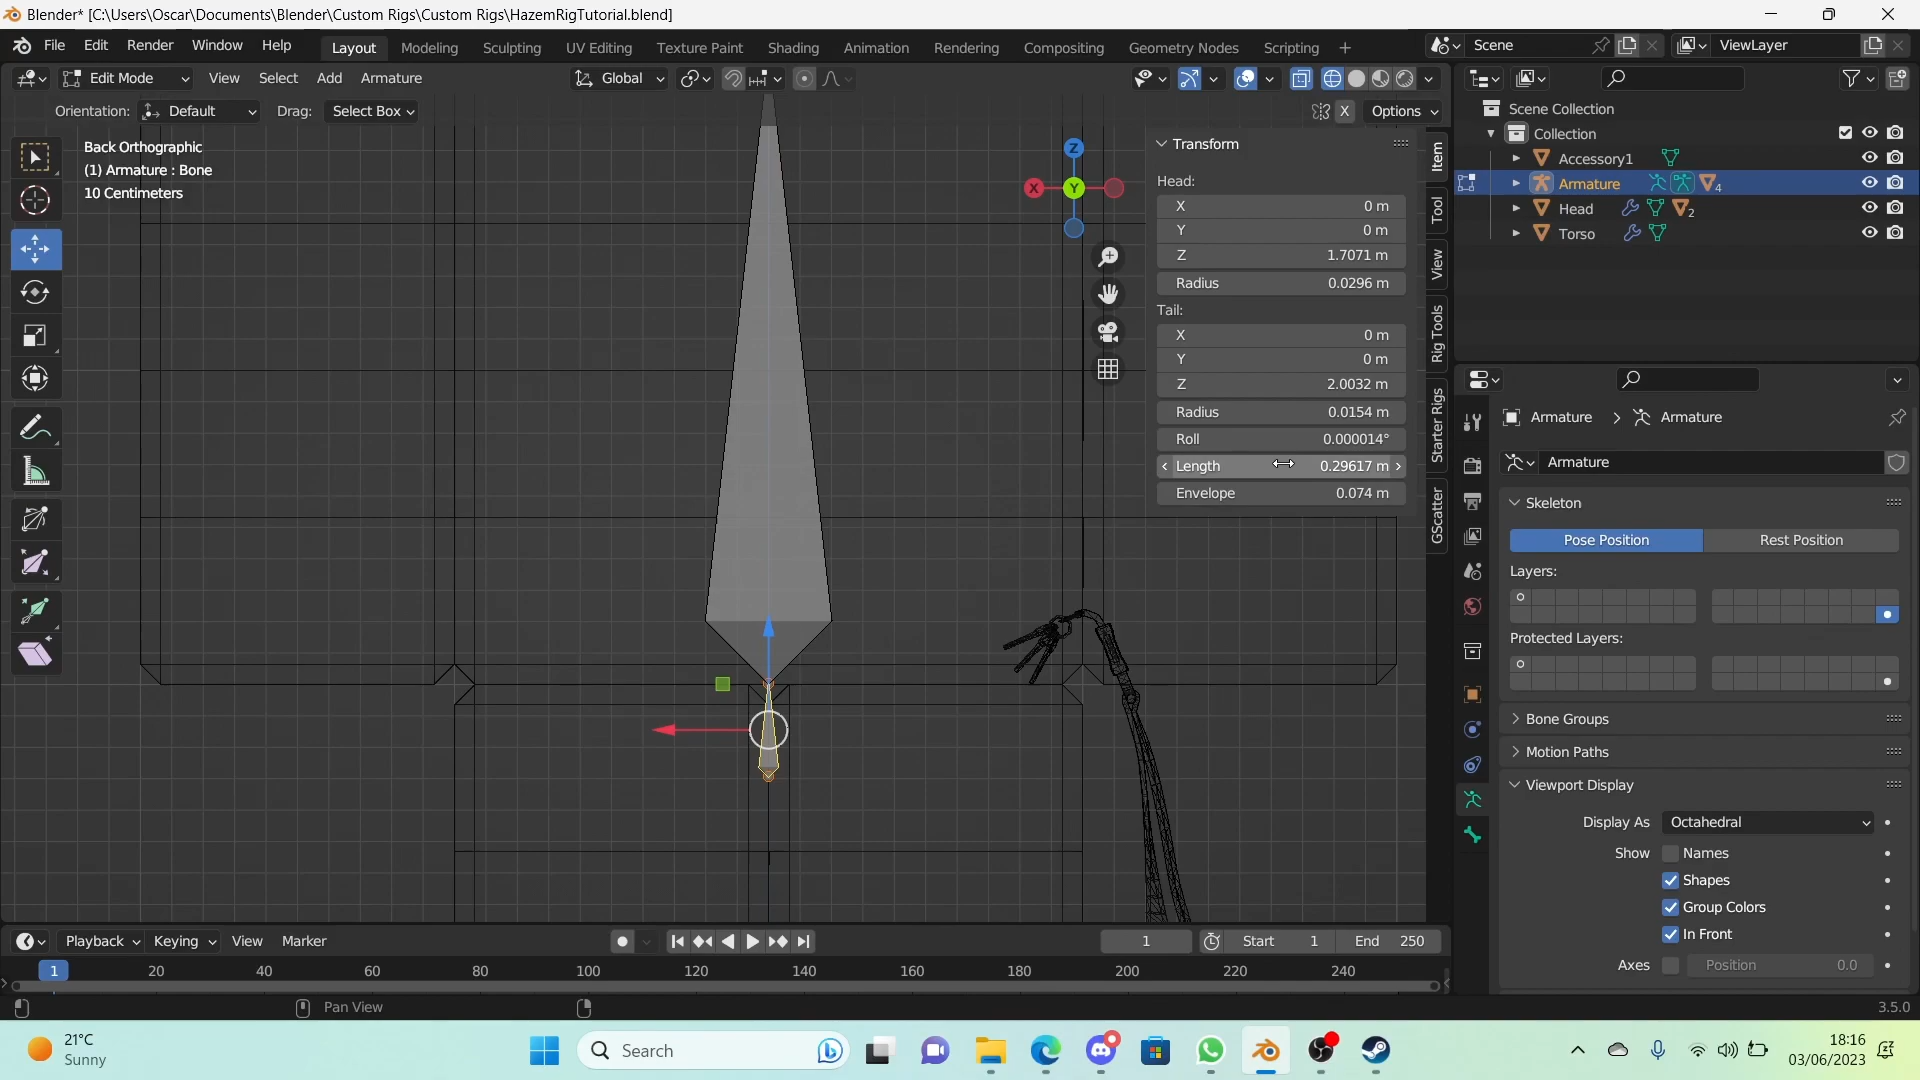 Blender* [C:\Users\Oscar\Documents\Blender\Custom Rigs\Custom Rigs\HazemRigTutorial.blend]
File Edit Render Window Help Layout Modeling Sculpting UV Editing Texture Paint Shading Animation Rendering Compositing Geometry Nodes Scripting + Scene ViewLayer
Edit Mode View Select Add Armature Global
Orientation: Default Drag: Select Box X Options
Back Orthographic
(1) Armature : Bone
10 Centimeters
Z
X
Y
Transform
Head:
X 0 m
Y 0 m
Z 1.7071 m
Radius 0.0296 m
Tail:
X 0 m
Y 0 m
Z 2.0032 m
Radius 0.0154 m
Roll 0.000014°
Length 0.29617 m
Envelope 0.074 m
Item
Tool
View
Rig Tools
Starter Rigs
GScatter
Scene Collection
Collection
Accessory1
Armature 4
Head 2
Torso
Armature > Armature
Armature
Skeleton
Pose Position Rest Position
Layers:
Protected Layers:
Bone Groups
Motion Paths
Viewport Display
Display As Octahedral
Show Names
Shapes
Group Colors
In Front
Axes Position 0.0
Playback Keying View Marker 1 Start 1 End 250
1 20 40 60 80 100 120 140 160 180 200 220 240
Pan View 3.5.0
21°C
Sunny
Search
18:16
03/06/2023